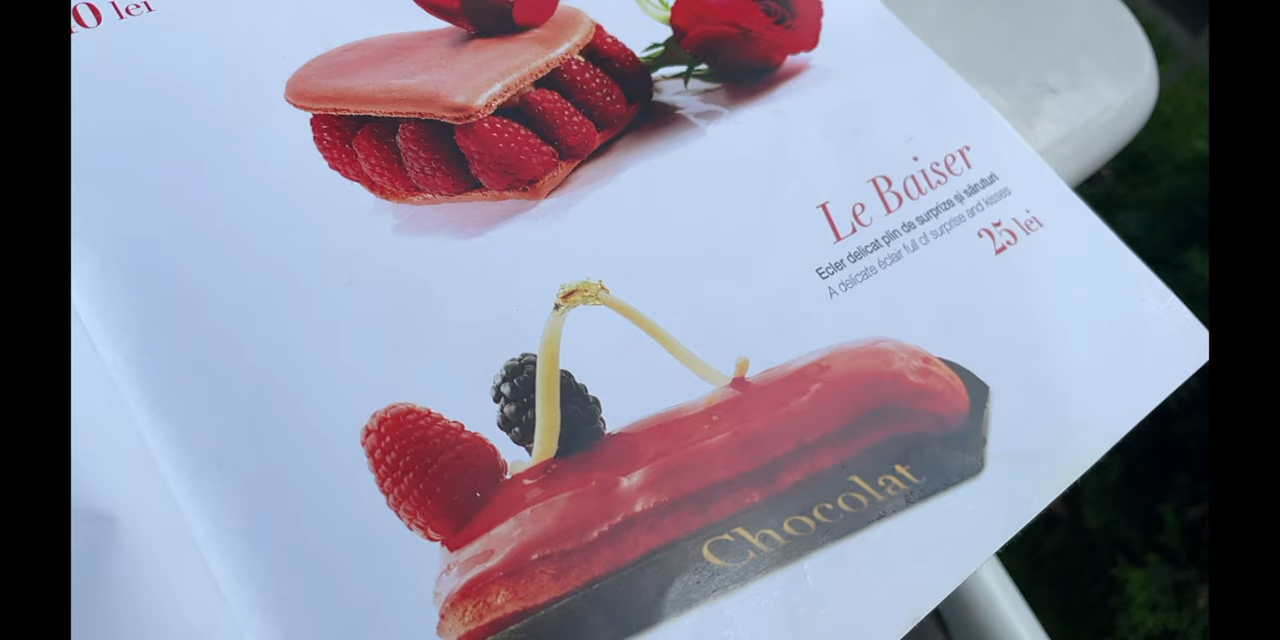 0 lei
Le Baiser
Ecler delicat plin de surprize și săruturi
A delicate éclair full of surprise and kisses
25 lei
Chocolat